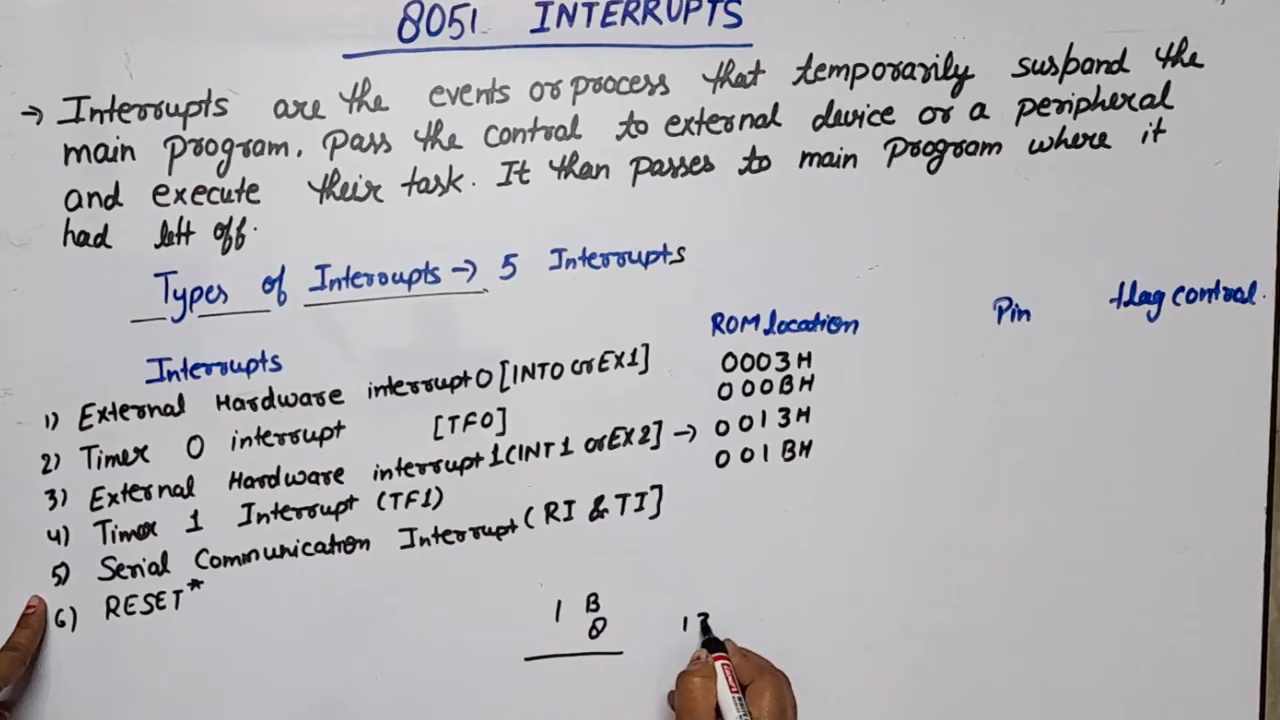 8051 INTERRUPTS
→ Interrupts are the events or process that temporarily suspand the
main program. Pass the control to external device or a peripheral
and execute their task. It than passes to main program where it
had left off.
Types of Interrupts → 5 Interrupts
Interrupts ROM location Pin flag control.
1) External Hardware interrupt 0 [INT0 or EX1] 0003H
2) Timer 0 interrupt [TF0] 000BH
3) External Hardware interrupt 1 (INT 1 or EX2] → 0013H
4) Timer 1 Interrupt (TF1) 001BH
5) Serial Communication Interrupt ( RI & TI]
6) RESET*
1 B
8